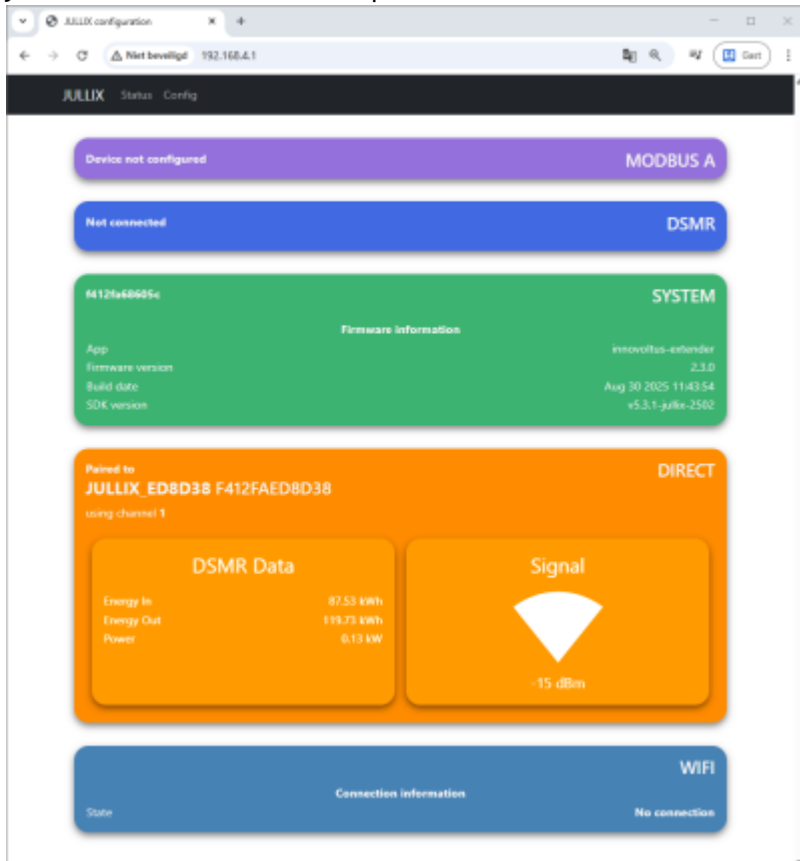 JULLIX configuration
Niet beveiligd 192.168.4.1
Gast
JULLIX Status Config
Device not configured MODBUS A
Not connected DSMR
f412fa68605c SYSTEM
Firmware information
App innovoltus-extender
Firmware version 2.3.0
Build date Aug 30 2025 11:43:54
SDK version v5.3.1-jullix-2502
Paired to DIRECT
JULLIX_ED8D38 F412FAED8D38
using channel 1
DSMR Data
Energy In 87.53 kWh
Energy Out 119.73 kWh
Power 0.13 kW
Signal
-15 dBm
WIFI
Connection information
State No connection